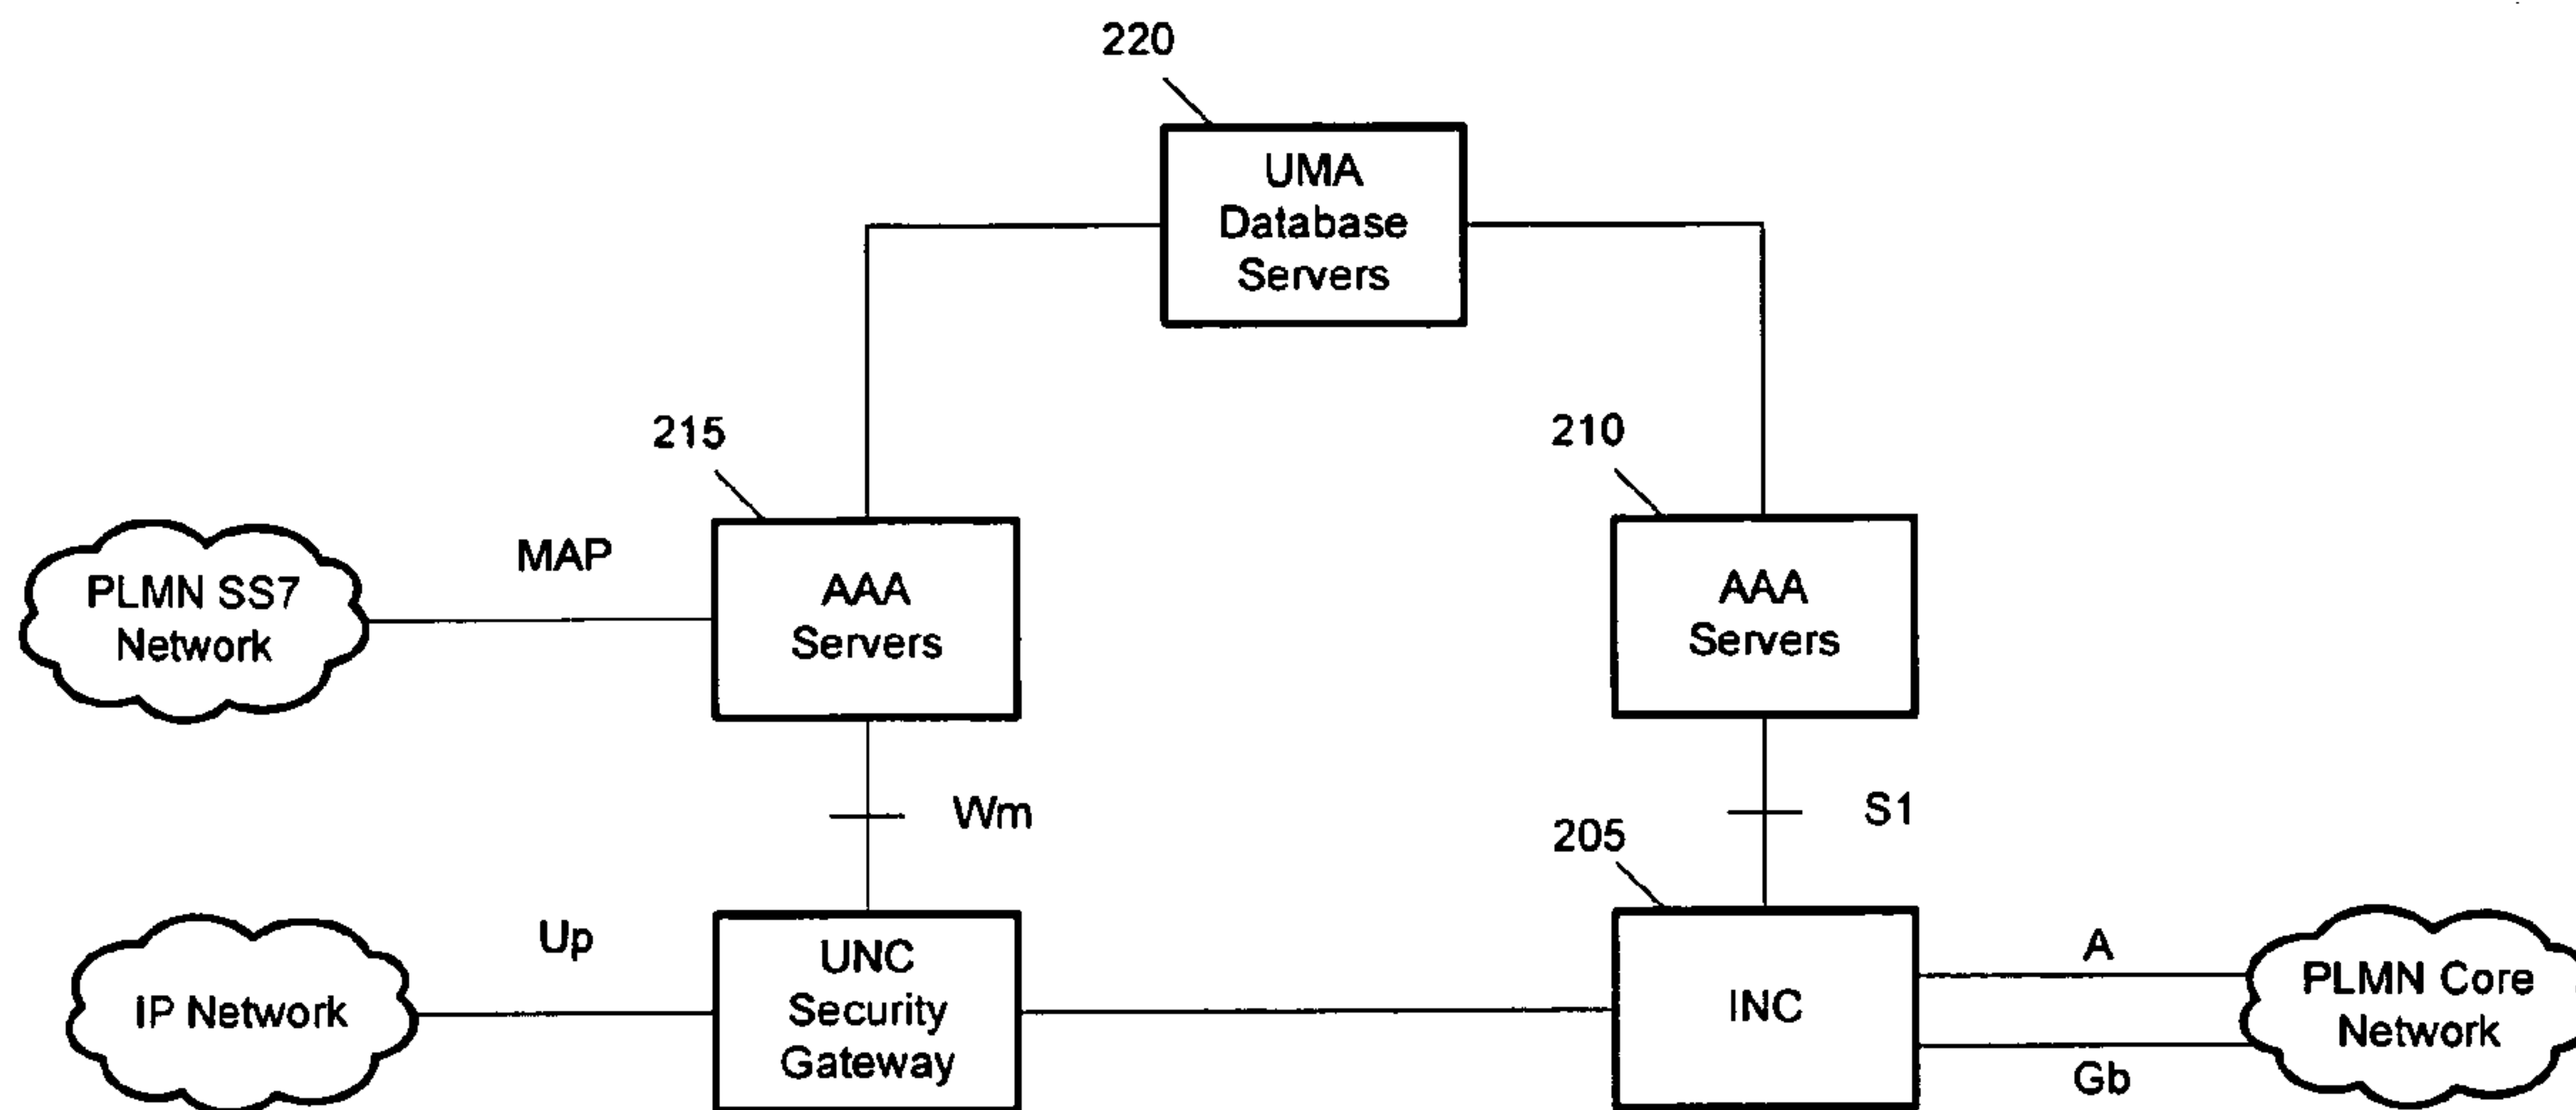 220
UMA
Database
Servers
215
210
MAP
PLMN SS7
Network
AAA
Servers
AAA
Servers
Wm
S1
205
Up
IP Network
UNC
Security
Gateway
INC
A
PLMN Core
Network
Gb